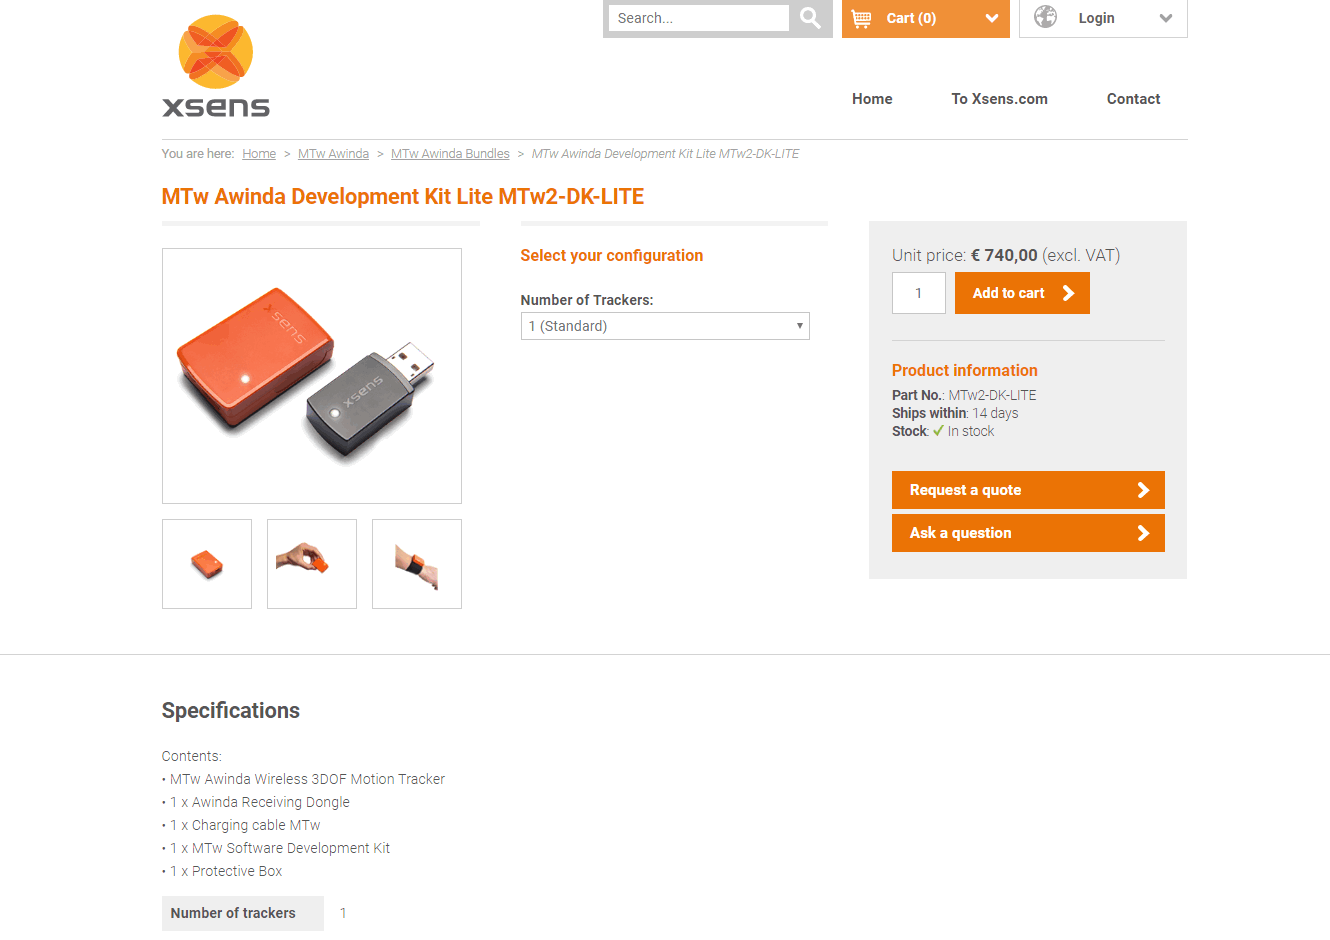 Search...
Cart (0)
Login
xsens
Home
To Xsens.com
Contact
You are here: Home > MTw Awinda > MTw Awinda Bundles > MTw Awinda Development Kit Lite MTw2-DK-LITE
MTw Awinda Development Kit Lite MTw2-DK-LITE
xsens
xsens
Select your configuration
Number of Trackers:
1 (Standard)
Unit price: € 740,00 (excl. VAT)
1
Add to cart
Product information
Part No.: MTw2-DK-LITE
Ships within: 14 days
Stock: In stock
Request a quote
Ask a question
Specifications
Contents:
• MTw Awinda Wireless 3DOF Motion Tracker
• 1 x Awinda Receiving Dongle
• 1 x Charging cable MTw
• 1 x MTw Software Development Kit
• 1 x Protective Box
Number of trackers 1